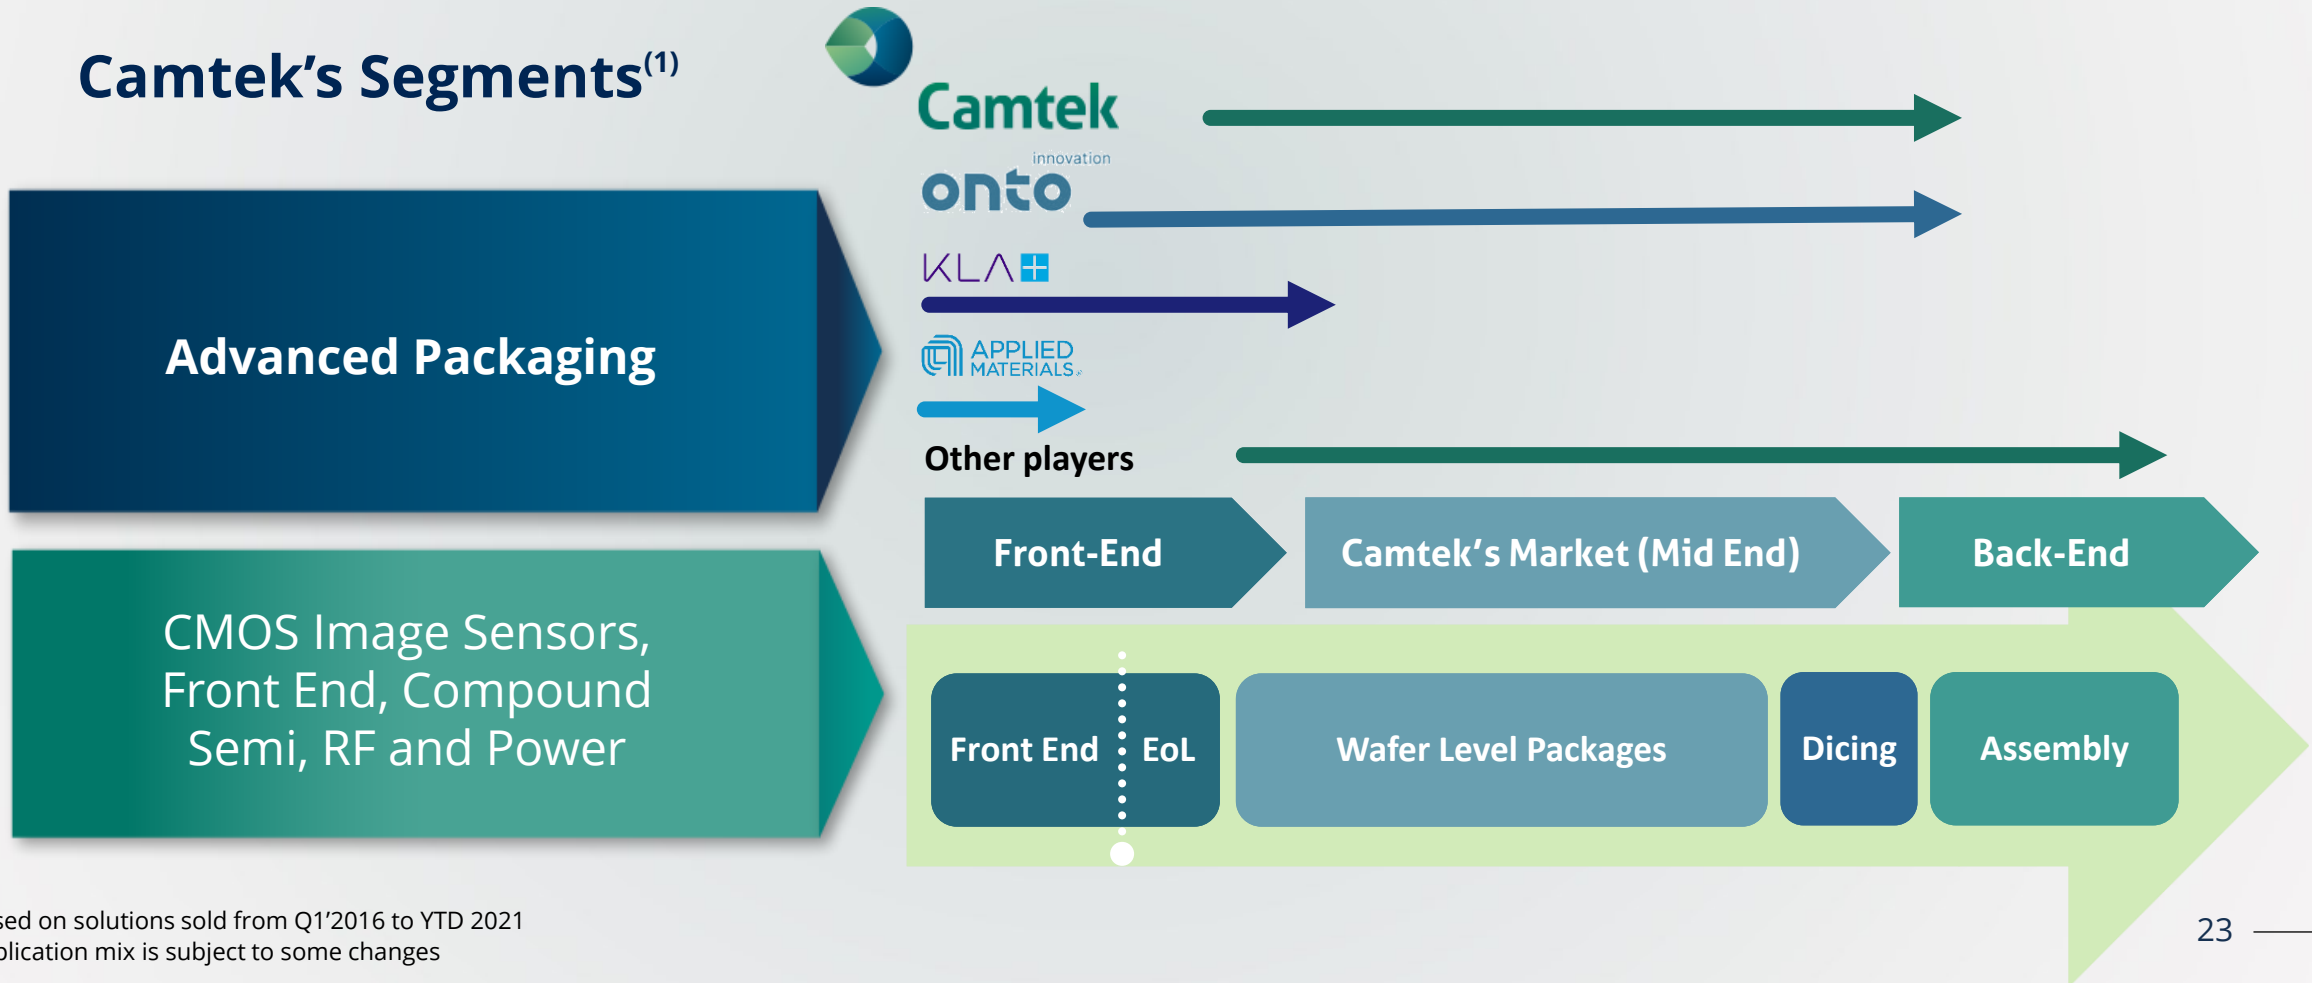 Camtek’s Segments(1)
Camtek
innovation
onto
KLA
APPLIED
MATERIALS
Other players
Advanced Packaging
CMOS Image Sensors,
Front End, Compound
Semi, RF and Power
Front-End
Camtek’s Market (Mid End)
Back-End
Front End
EoL
Wafer Level Packages
Dicing
Assembly
on solutions sold from Q1’2016 to YTD 2021
mix is subject to some changes
23